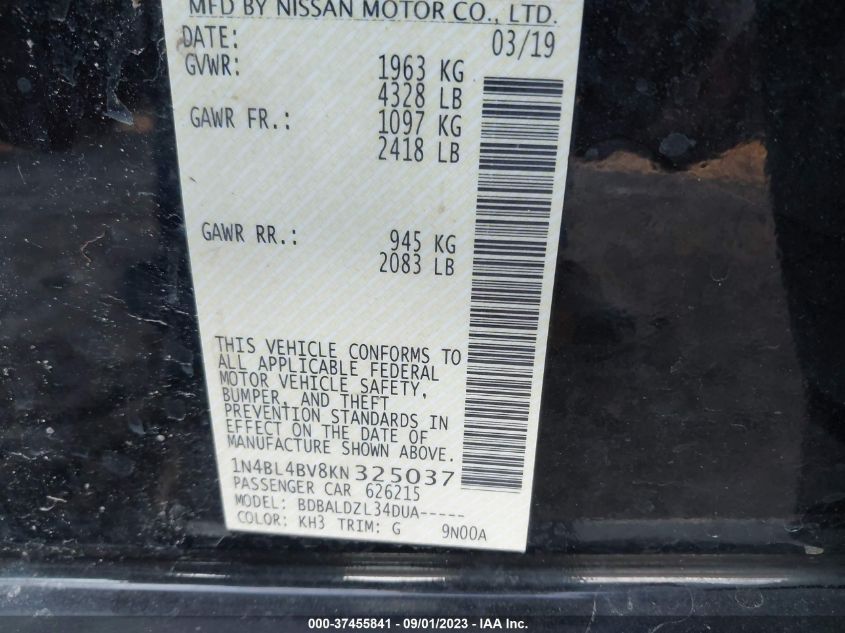 MFD BY NISSAN MOTOR CO., LTD.
DATE: 03/19
GVWR: 1963 KG
4328 LB
GAWR FR.: 1097 KG
2418 LB
GAWR RR.: 945 KG
2083 LB
THIS VEHICLE CONFORMS TO
ALL APPLICABLE FEDERAL
MOTOR VEHICLE SAFETY,
BUMPER, AND THEFT
PREVENTION STANDARDS IN
EFFECT ON THE DATE OF
MANUFACTURE SHOWN ABOVE.
1N4BL4BV8KN325037
PASSENGER CAR 626215
MODEL: BDBALDZL34DUA-----
COLOR: KH3 TRIM: G 9N00A
000-37455841 - 09/01/2023 - IAA Inc.